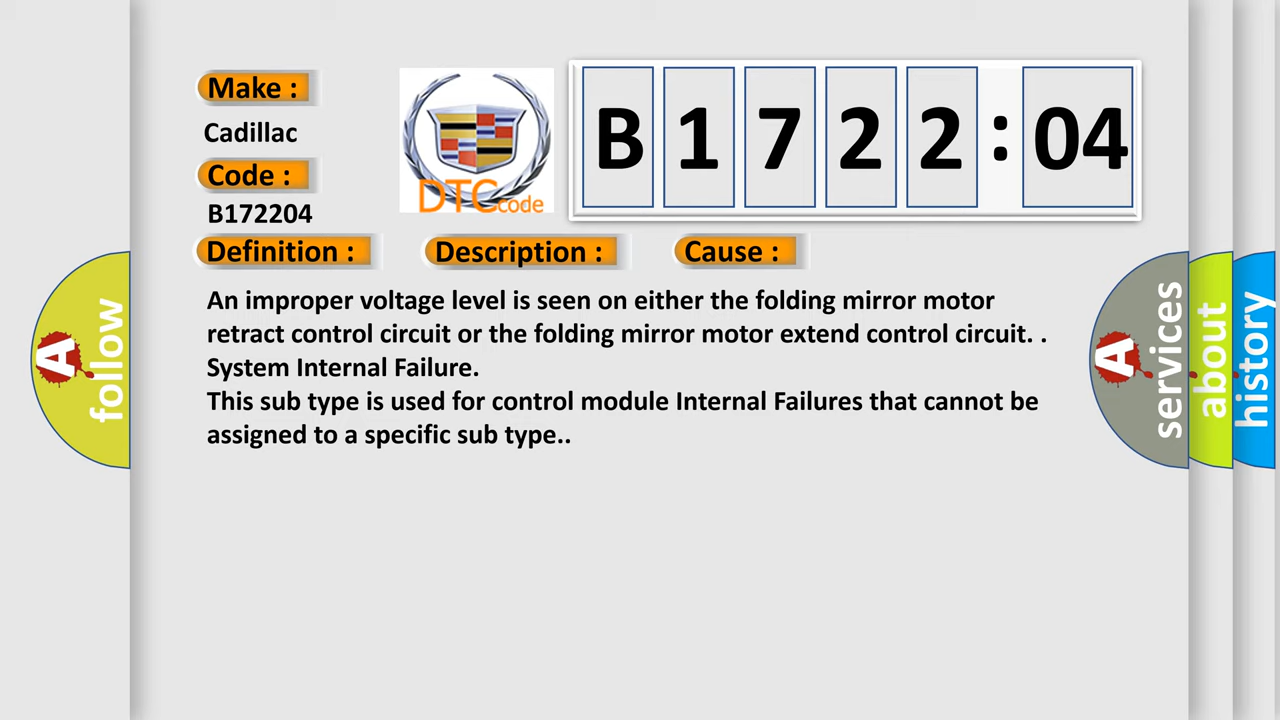 Make :
Cadillac
Code :
B172204
DTCcode
B 1 7 2 2 : 04
Definition :
Description :
Cause :
An improper voltage level is seen on either the folding mirror motor
retract control circuit or the folding mirror motor extend control circuit. .
System Internal Failure.
This sub type is used for control module Internal Failures that cannot be
assigned to a specific sub type..
A follow
A services
about
history